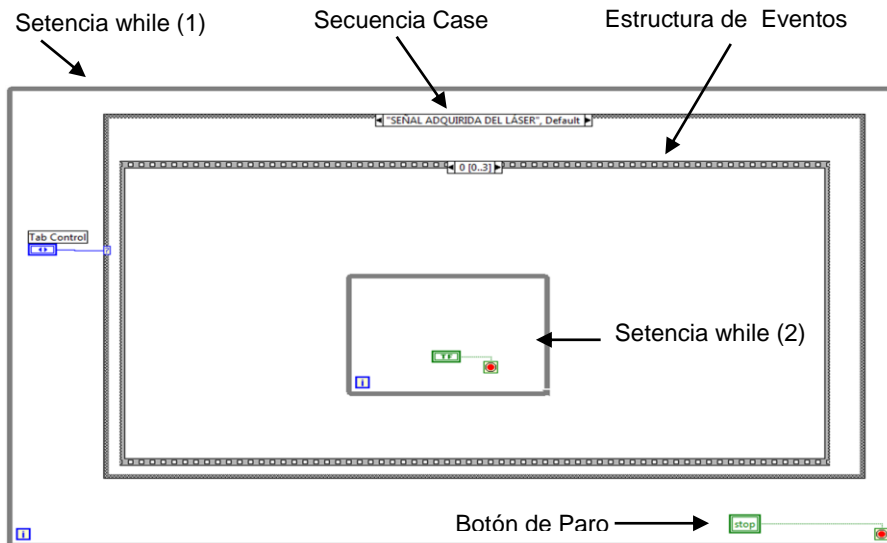 Setencia while (1)
Secuencia Case
Estructura de Eventos
"SEÑAL ADQUIRIDA DEL LÁSER", Default
0 [0..3]
Tab Control
?
Setencia while (2)
TF
i
Botón de Paro
stop
i